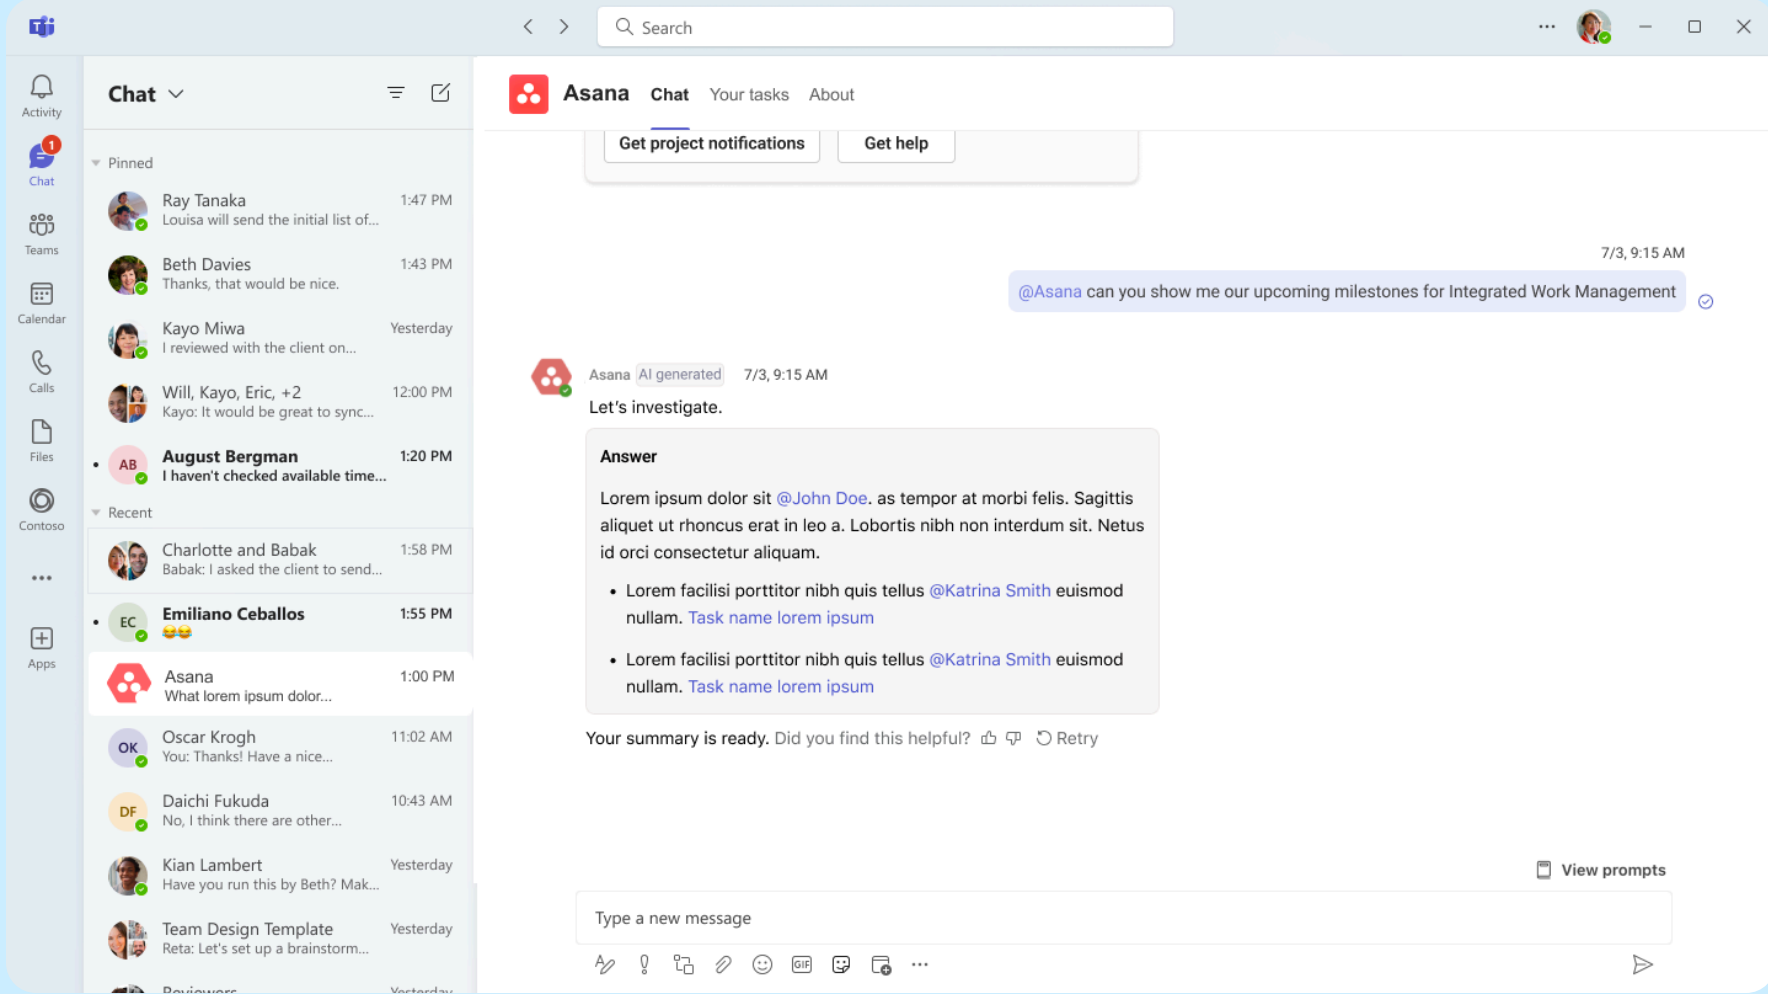 Search
Activity
1
Chat
Teams
Calendar
Calls
Files
Contoso
Apps
Chat
Pinned
Ray Tanaka 1:47 PM
Louisa will send the initial list of...
Beth Davies 1:43 PM
Thanks, that would be nice.
Kayo Miwa Yesterday
I reviewed with the client on...
Will, Kayo, Eric, +2 12:00 PM
Kayo: It would be great to sync...
AB August Bergman 1:20 PM
I haven't checked available time...
Recent
Charlotte and Babak 1:58 PM
Babak: I asked the client to send...
EC Emiliano Ceballos 1:55 PM
😂😂
Asana 1:00 PM
What lorem ipsum dolor...
OK Oscar Krogh 11:02 AM
You: Thanks! Have a nice...
DF Daichi Fukuda 10:43 AM
No, I think there are other...
Kian Lambert Yesterday
Have you run this by Beth? Mak...
Team Design Template Yesterday
Reta: Let's set up a brainstorm...
Reviewers Yesterday
Asana Chat Your tasks About
Get project notifications Get help
7/3, 9:15 AM
@Asana can you show me our upcoming milestones for Integrated Work Management
Asana AI generated 7/3, 9:15 AM
Let's investigate.
Answer
Lorem ipsum dolor sit @John Doe. as tempor at morbi felis. Sagittis
aliquet ut rhoncus erat in leo a. Lobortis nibh non interdum sit. Netus
id orci consectetur aliquam.
• Lorem facilisi porttitor nibh quis tellus @Katrina Smith euismod
nullam. Task name lorem ipsum
• Lorem facilisi porttitor nibh quis tellus @Katrina Smith euismod
nullam. Task name lorem ipsum
Your summary is ready. Did you find this helpful? Retry
View prompts
Type a new message
GIF